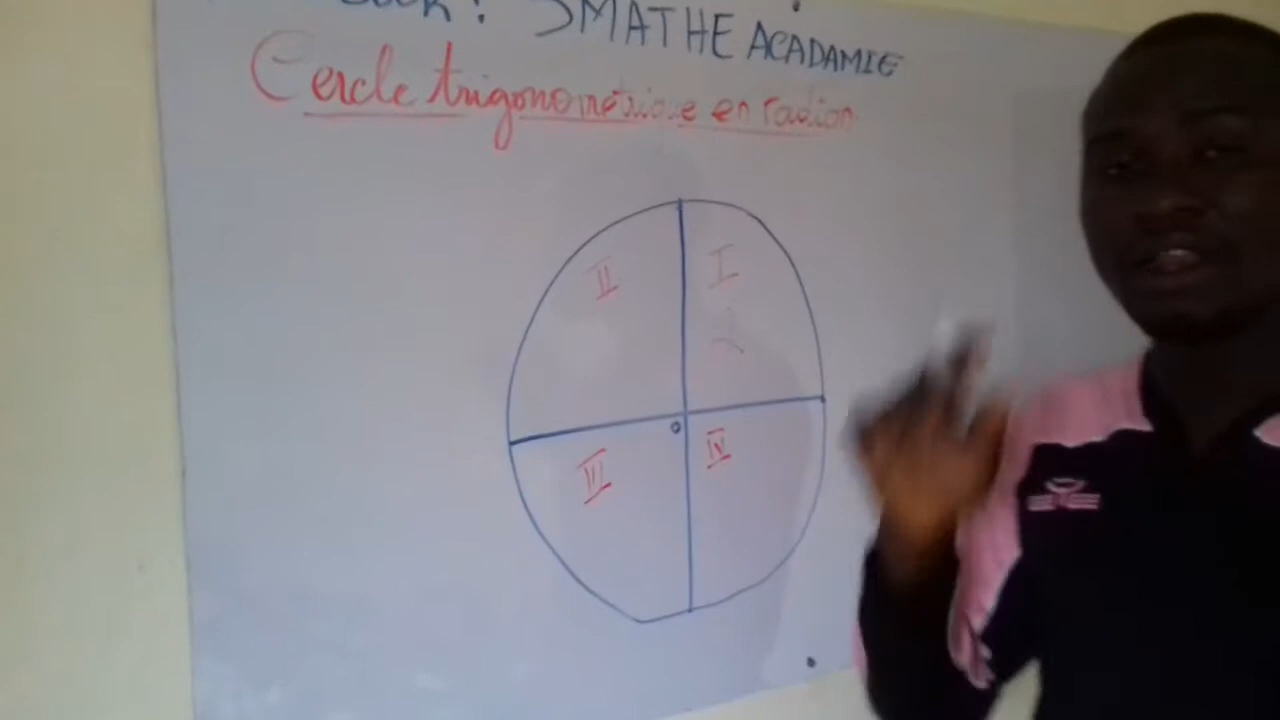 SMATHE ACADAMIE
Cercle trigonométrique en radian
II I
O
III IV